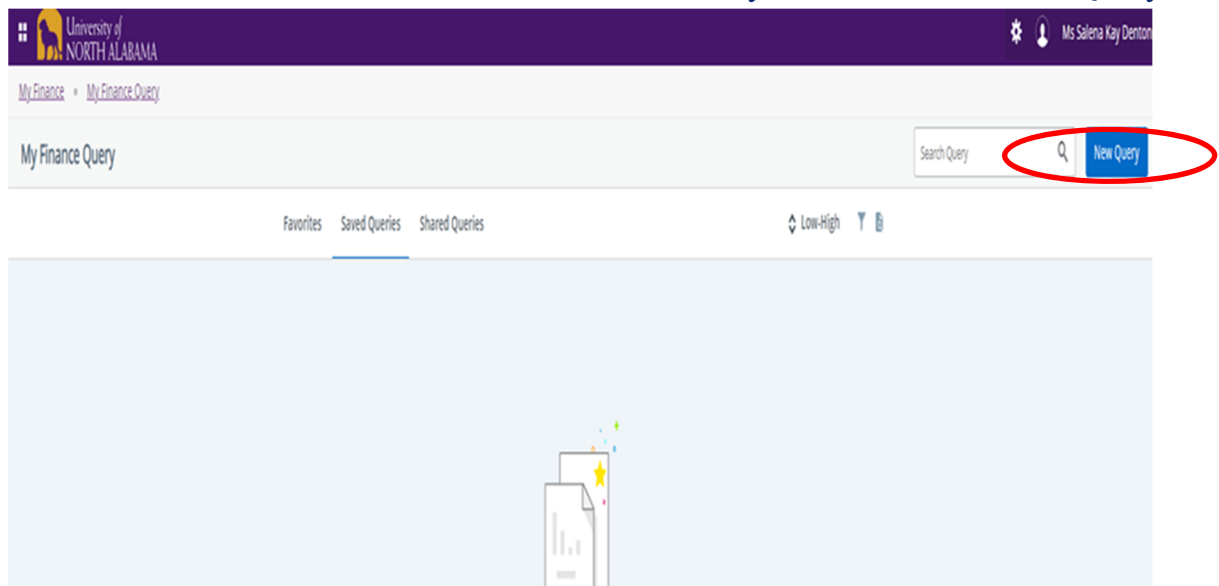 University of
NORTH ALABAMA
Ms Salena Kay Denton
My Finance • My Finance Query
My Finance Query
Search Query
New Query
Favorites Saved Queries Shared Queries
Low-High